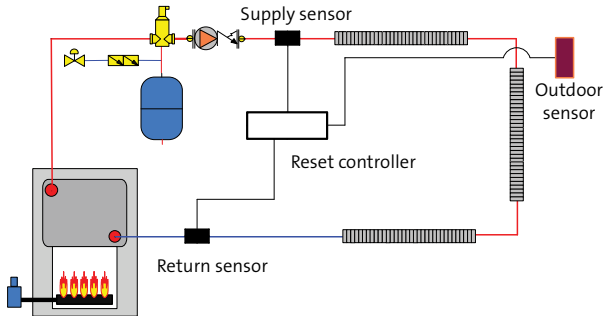 Supply sensor
Outdoor
sensor
Reset controller
Return sensor